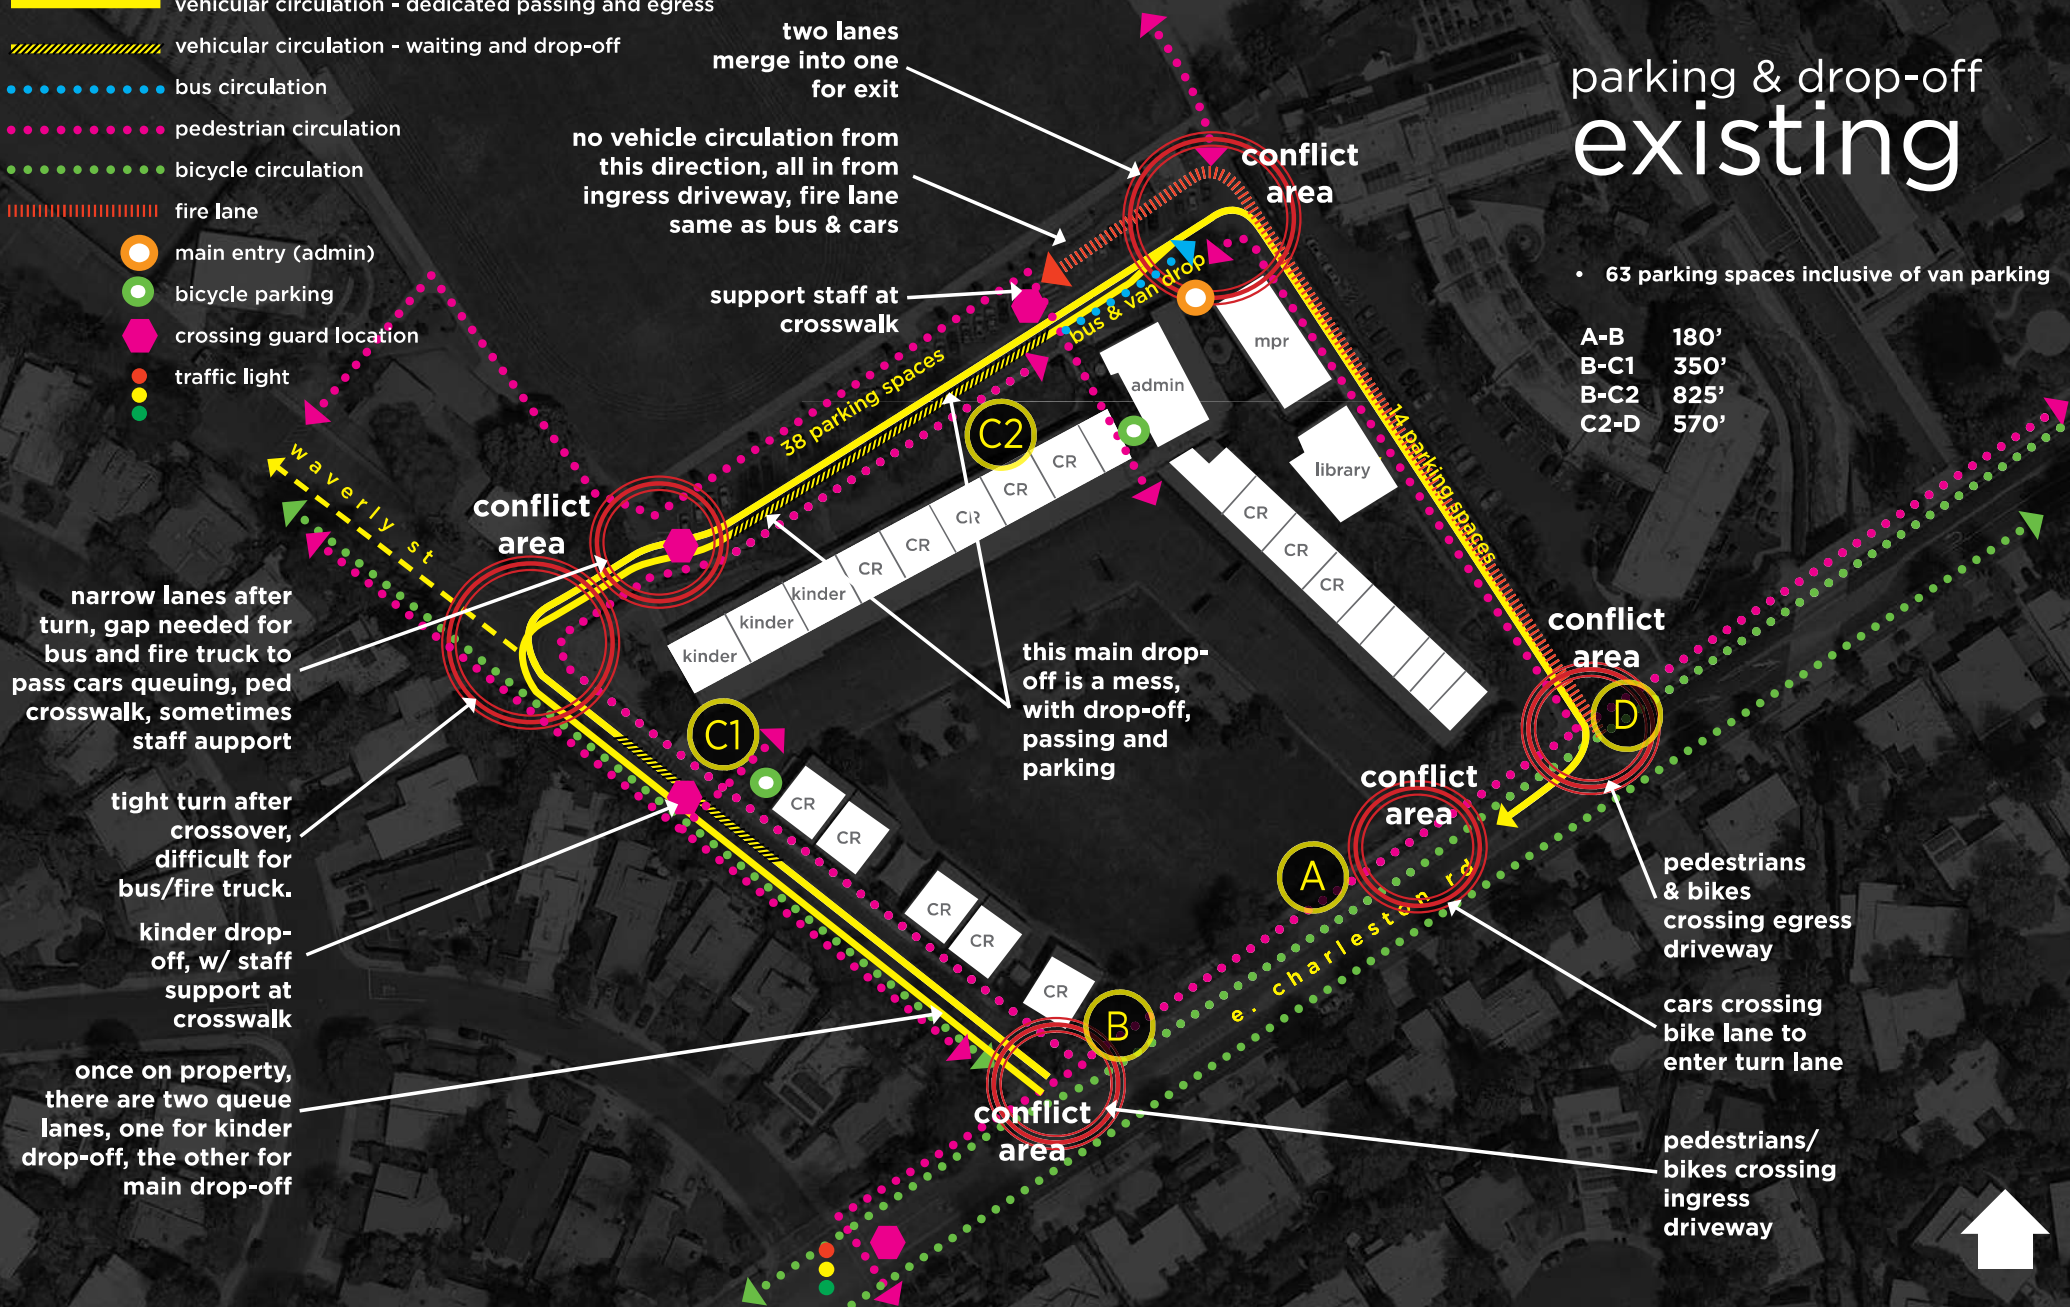 vehicular circulation - dedicated passing and egress
vehicular circulation - waiting and drop-off
bus circulation
pedestrian circulation
bicycle circulation
fire lane
main entry (admin)
bicycle parking
crossing guard location
traffic light
two lanes
merge into one
for exit
no vehicle circulation from
this direction, all in from
ingress driveway, fire lane
same as bus & cars
support staff at
crosswalk
parking & drop-off
existing
• 63 parking spaces inclusive of van parking
A-B 180’
B-C1 350’
B-C2 825’
C2-D 570’
conflict
area
bus & van drop
38 parking spaces
14 parking spaces
mpr
admin
library
C2
CR
CR
CR
CR
CR
kinder
kinder
kinder
CR
CR
CR
waverly st
conflict
area
narrow lanes after
turn, gap needed for
bus and fire truck to
pass cars queuing, ped
crosswalk, sometimes
staff aupport
this main drop-
off is a mess,
with drop-off,
passing and
parking
conflict
area
D
C1
CR
CR
CR
CR
CR
conflict
area
A
tight turn after
crossover,
difficult for
bus/fire truck.
kinder drop-
off, w/ staff
support at
crosswalk
once on property,
there are two queue
lanes, one for kinder
drop-off, the other for
main drop-off
B
e. charleston rd
conflict
area
pedestrians
& bikes
crossing egress
driveway
cars crossing
bike lane to
enter turn lane
pedestrians/
bikes crossing
ingress
driveway